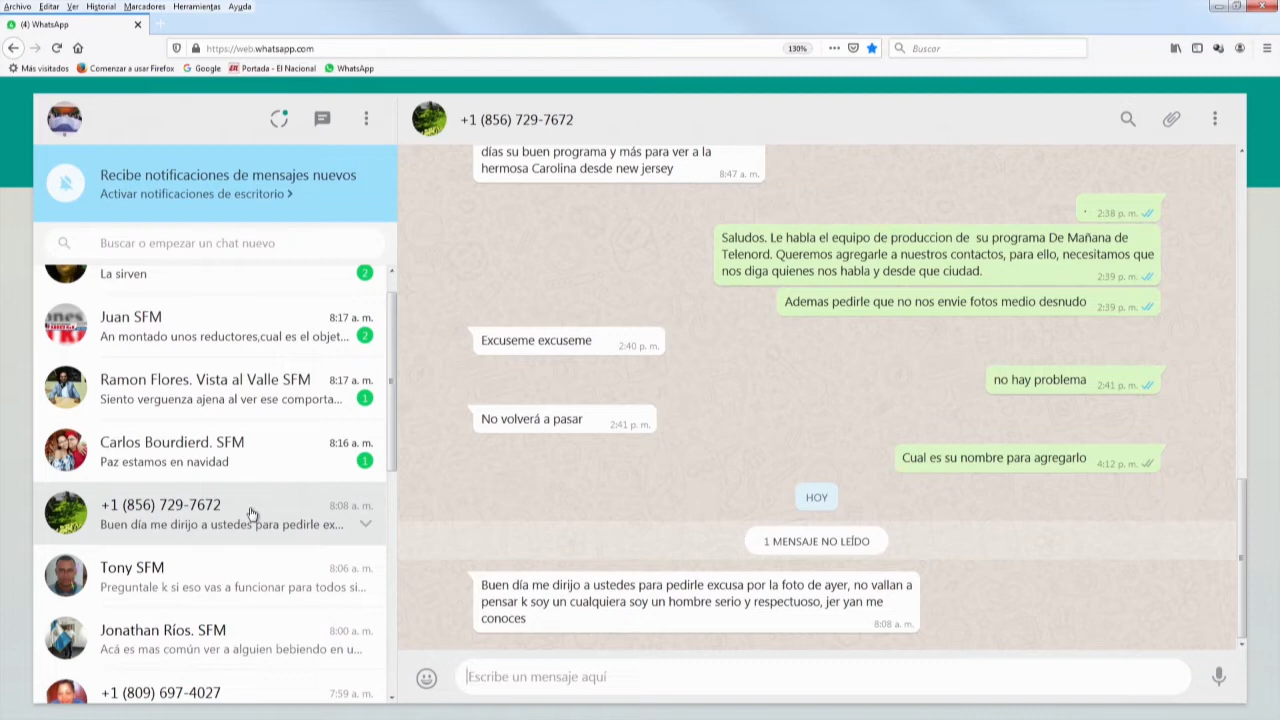 Archivo Editar Ver Historial Marcadores Herramientas Ayuda
(4) WhatsApp
https://web.whatsapp.com
130%
Buscar
Más visitados Comenzar a usar Firefox Google Portada - El Nacional WhatsApp
Recibe notificaciones de mensajes nuevos
Activar notificaciones de escritorio
Buscar o empezar un chat nuevo
La sirven
2
Juan SFM 8:17 a. m.
An montado unos reductores,cual es el objet... 2
Ramon Flores. Vista al Valle SFM 8:17 a. m.
Siento verguenza ajena al ver ese comporta... 1
Carlos Bourdierd. SFM 8:16 a. m.
Paz estamos en navidad 1
+1 (856) 729-7672 8:08 a. m.
Buen día me dirijo a ustedes para pedirle ex...
Tony SFM 8:06 a. m.
Preguntale k si eso vas a funcionar para todos si...
Jonathan Ríos. SFM 8:00 a. m.
Acá es mas común ver a alguien bebiendo en u...
+1 (809) 697-4027 7:59 a. m.
+1 (856) 729-7672
días su buen programa y más para ver a la
hermosa Carolina desde new jersey
8:47 a. m.
. 2:38 p. m.
Saludos. Le habla el equipo de produccion de su programa De Mañana de
Telenord. Queremos agregarle a nuestros contactos, para ello, necesitamos que
nos diga quienes nos habla y desde que ciudad.
2:39 p. m.
Ademas pedirle que no nos envie fotos medio desnudo 2:39 p. m.
Excuseme excuseme 2:40 p. m.
no hay problema 2:41 p. m.
No volverá a pasar 2:41 p. m.
Cual es su nombre para agregarlo 4:12 p. m.
HOY
1 MENSAJE NO LEÍDO
Buen día me dirijo a ustedes para pedirle excusa por la foto de ayer, no vallan a
pensar k soy un cualquiera soy un hombre serio y respectuoso, jer yan me
conoces
8:08 a. m.
Escribe un mensaje aquí